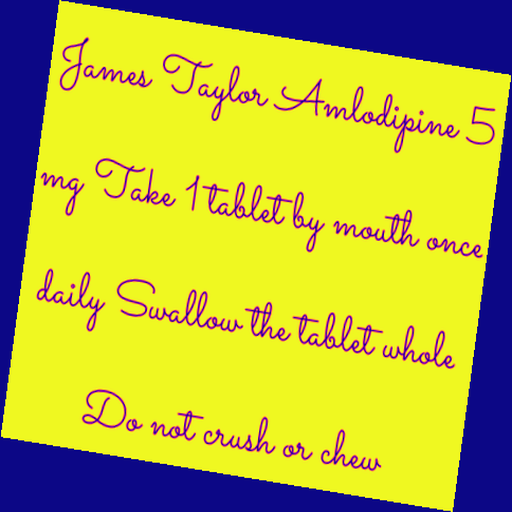 James Taylor Amlodipine 5
mg Take 1 tablet by mouth once
daily Swallow the tablet whole
Do not crush or chew